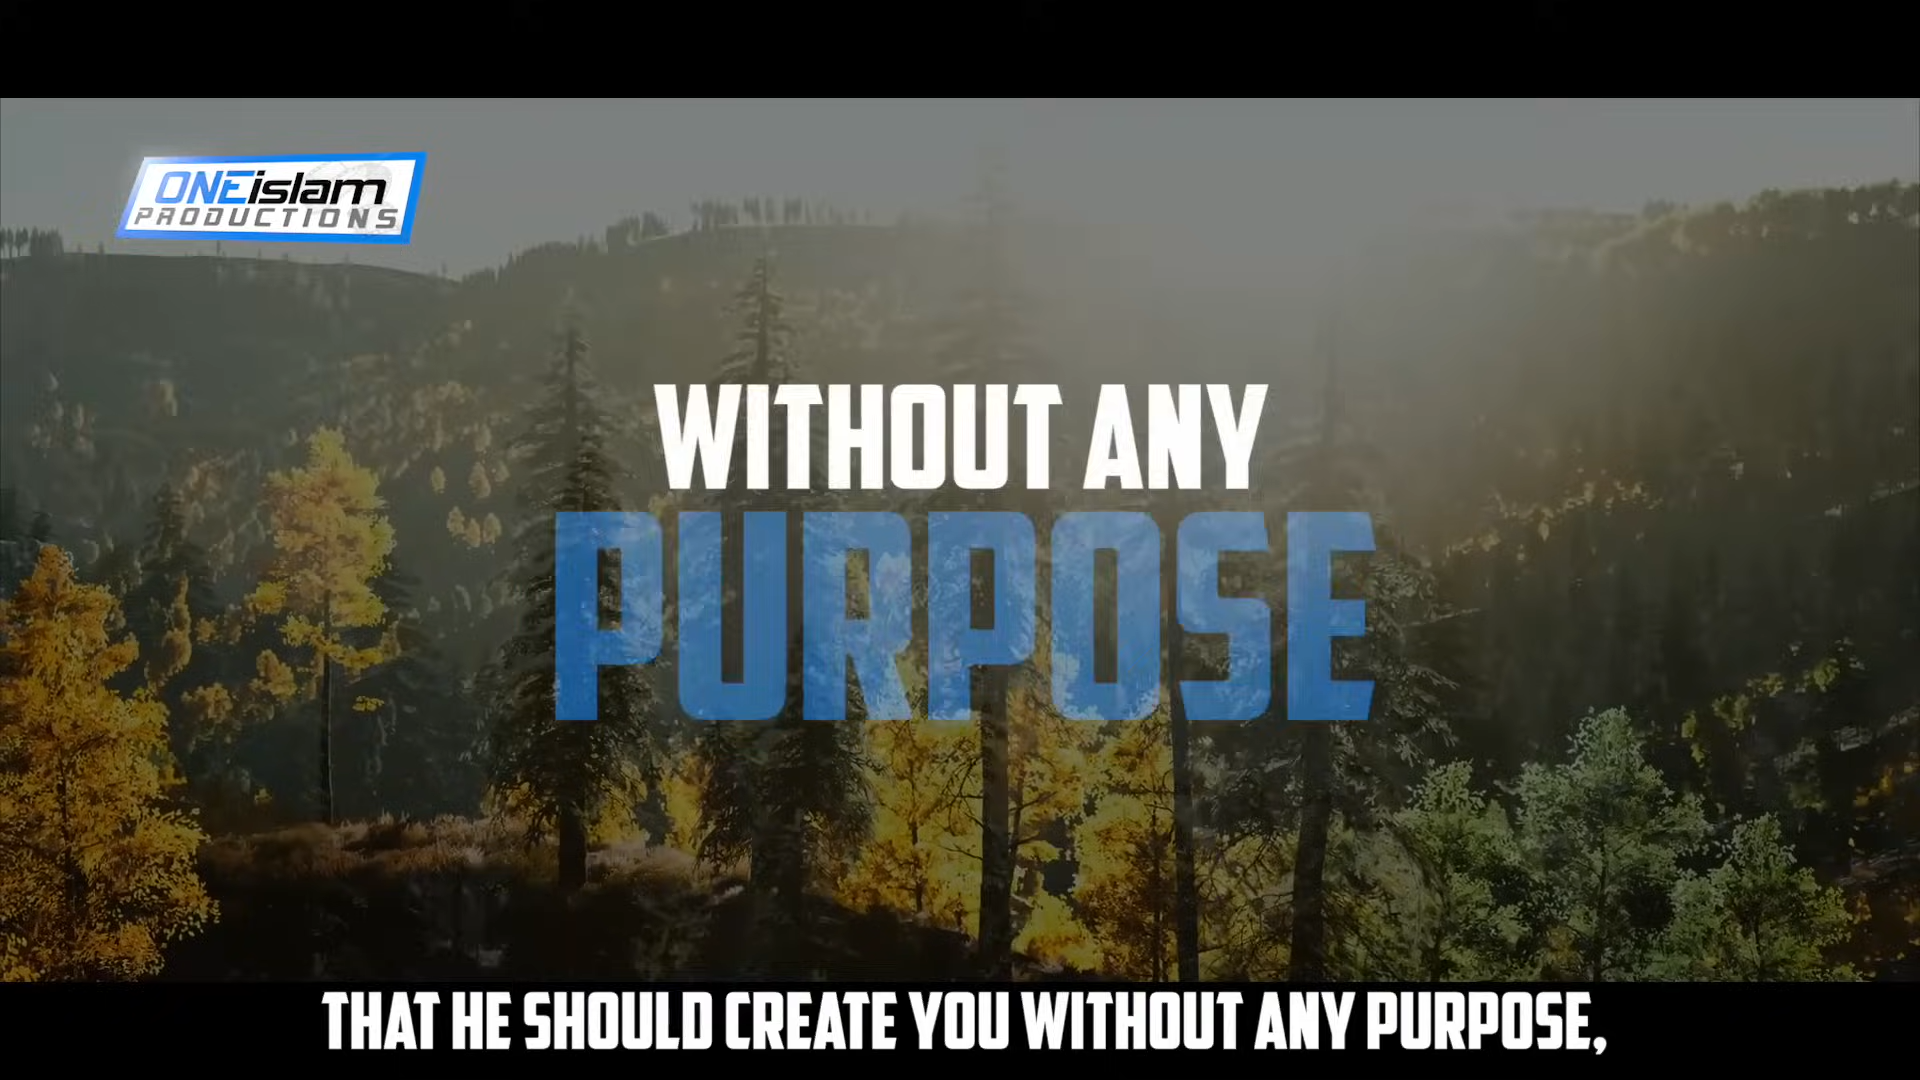 ONEislam
PRODUCTIONS
WITHOUT ANY
PURPOSE
THAT HE SHOULD CREATE YOU WITHOUT ANY PURPOSE,